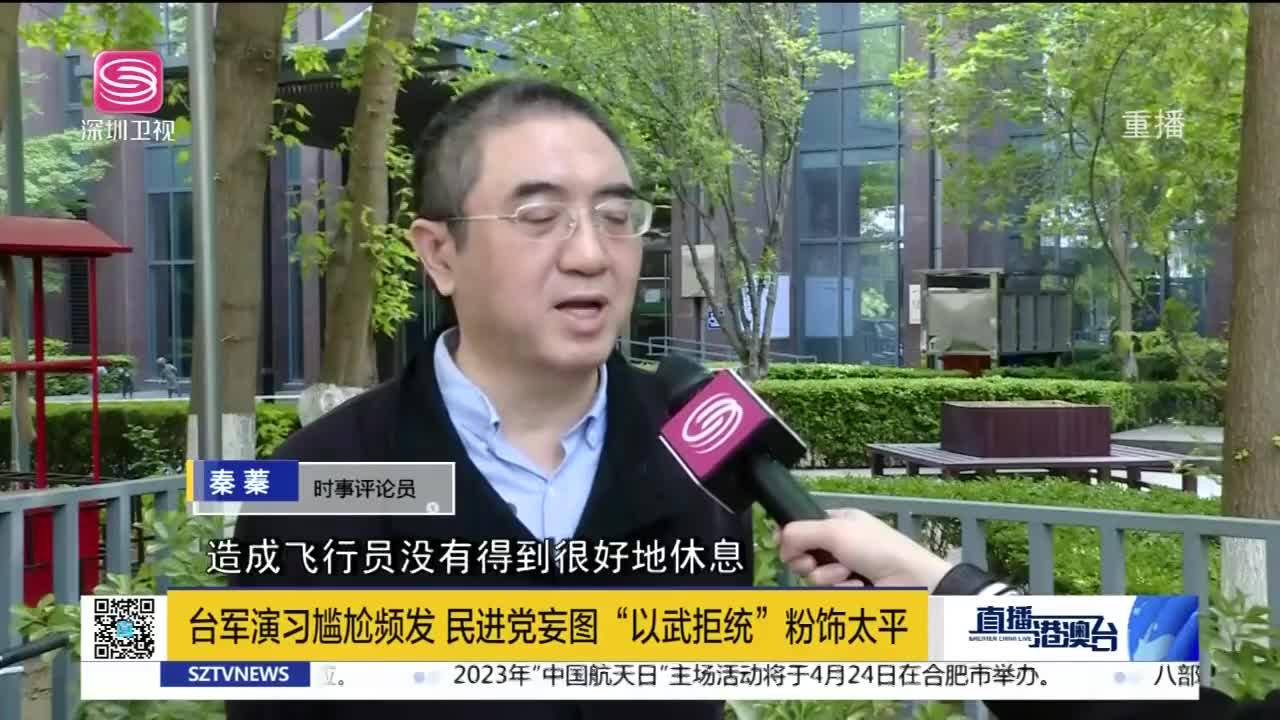 深圳卫视
重播
秦蓁
时事评论员
造成飞行员没有得到很好地休息
台军演习尴尬频发 民进党妄图“以武拒统”粉饰太平
直播港澳台
GREATER CHINA LIVE
SZTVNEWS
立。 2023年“中国航天日”主场活动将于4月24日在合肥市举办。 八部